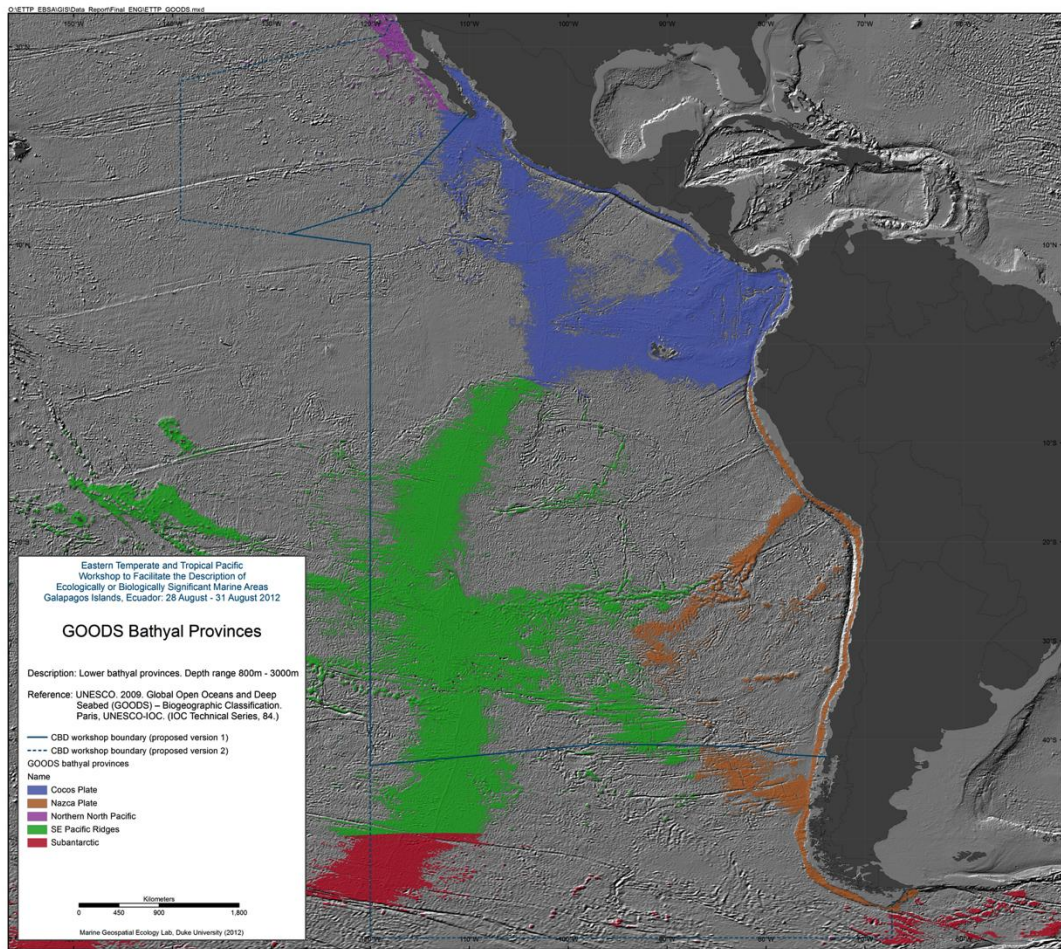 O:\ETTP_EBSA\GIS\Data_Report\Final_ENG\ETTP_GOODS.mxd
120°W 110°W 100°W 90°W 80°W 70°W
10°N
10°N
0°
10°S
20°S
20°S
30°S
30°S
40°S
Eastern Temperate and Tropical Pacific
Workshop to Facilitate the Description of
Ecologically or Biologically Significant Marine Areas
Galapagos Islands, Ecuador: 28 August - 31 August 2012
GOODS Bathyal Provinces
Description: Lower bathyal provinces. Depth range 800m - 3000m
Reference: UNESCO. 2009. Global Open Oceans and Deep
Seabed (GOODS) – Biogeographic Classification.
Paris, UNESCO-IOC. (IOC Technical Series, 84.)
CBD workshop boundary (proposed version 1)
CBD workshop boundary (proposed version 2)
GOODS bathyal provinces
Name
Cocos Plate
Nazca Plate
Northern North Pacific
SE Pacific Ridges
Subantarctic
Kilometers
0 450 900 1,800
Marine Geospatial Ecology Lab, Duke University (2012)